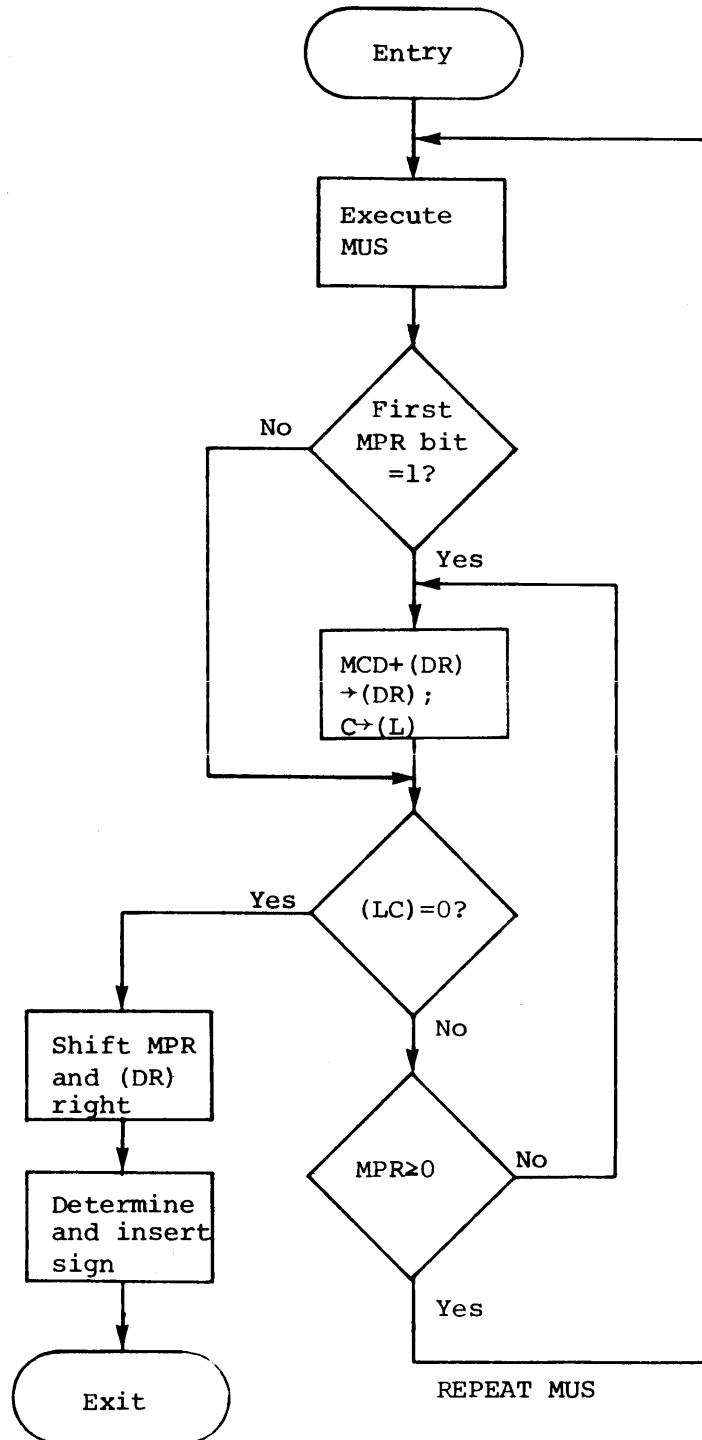 Entry
Execute
MUS
First
MPR bit
=1?
No
Yes
MCD+(DR)
→(DR);
C→(L)
(LC)=0?
Yes
No
Shift MPR
and (DR)
right
MPR≥0
No
Determine
and insert
sign
Yes
Exit
REPEAT MUS